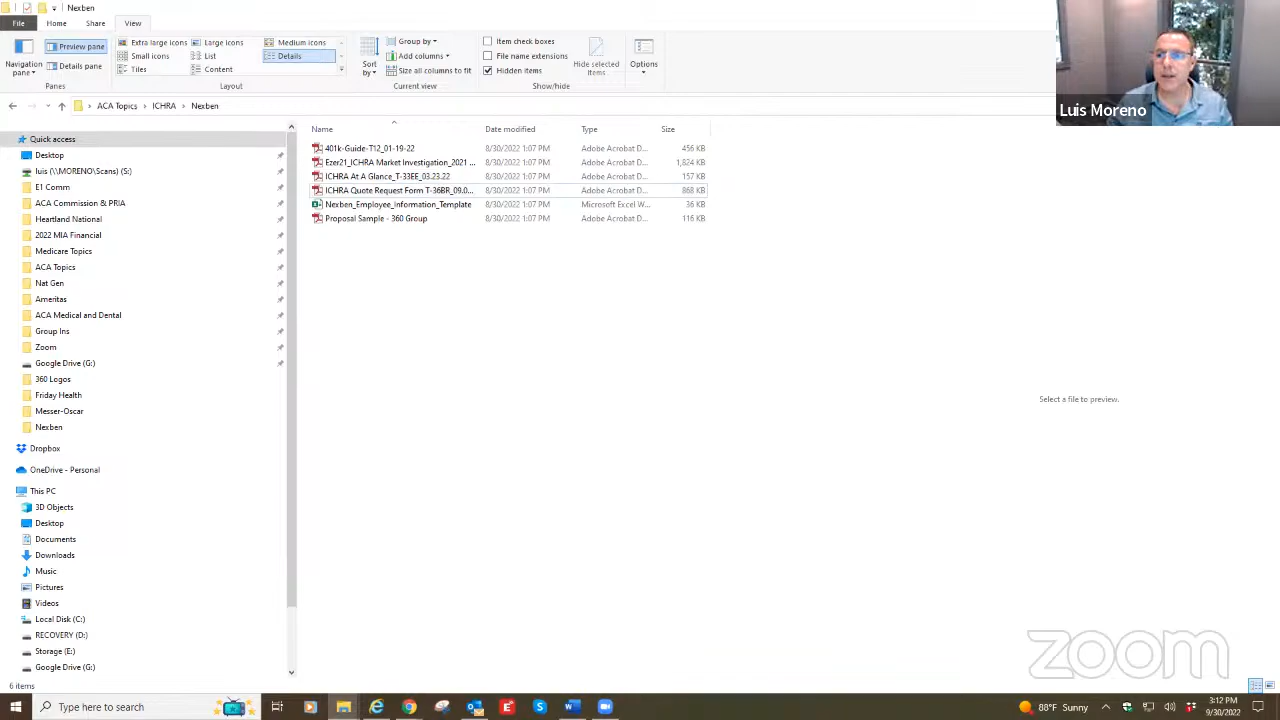 Nexben
File Home Share View
Navigation pane
Preview pane
Details pane
Panes
Extra large icons Large icons Medium icons
Small icons List Details
Tiles Content
Layout
Sort by
Group by
Add columns
Size all columns to fit
Current view
Item check boxes
File name extensions
Hidden items
Hide selected items
Show/hide
Options
Luis Moreno
ACA Topics > ICHRA > Nexben
Name Date modified Type Size
401k-Guide-T12_01-19-22 8/30/2022 1:07 PM Adobe Acrobat D... 456 KB
Ezer21_ICHRA Market Investigation_2021 ... 8/30/2022 1:07 PM Adobe Acrobat D... 1,824 KB
ICHRA At A Glance_T-33EE_03.23.22 8/30/2022 1:07 PM Adobe Acrobat D... 157 KB
ICHRA Quote Request Form T-36BR_09.0... 8/30/2022 1:07 PM Adobe Acrobat D... 868 KB
Nexben_Employee_Information_Template 8/30/2022 1:07 PM Microsoft Excel W... 36 KB
Proposal Sample - 360 Group 8/30/2022 1:07 PM Adobe Acrobat D... 116 KB
Quick access
Desktop
luis (\\MORENO\Scans) (S:)
E1 Comm
ACA Commission & PRIA
Heartland National
2022 MIA Financial
Medicare Topics
ACA Topics
Nat Gen
Ameritas
ACA Medical and Dental
Group Ins
Zoom
Google Drive (G:)
360 Logos
Friday Health
Messer-Oscar
Nexben
Dropbox
OneDrive - Personal
This PC
3D Objects
Desktop
Documents
Downloads
Music
Pictures
Videos
Local Disk (C:)
RECOVERY (D:)
Storage (E:)
Google Drive (G:)
Select a file to preview.
zoom
6 items
Type here to search
88°F Sunny
3:12 PM
9/30/2022